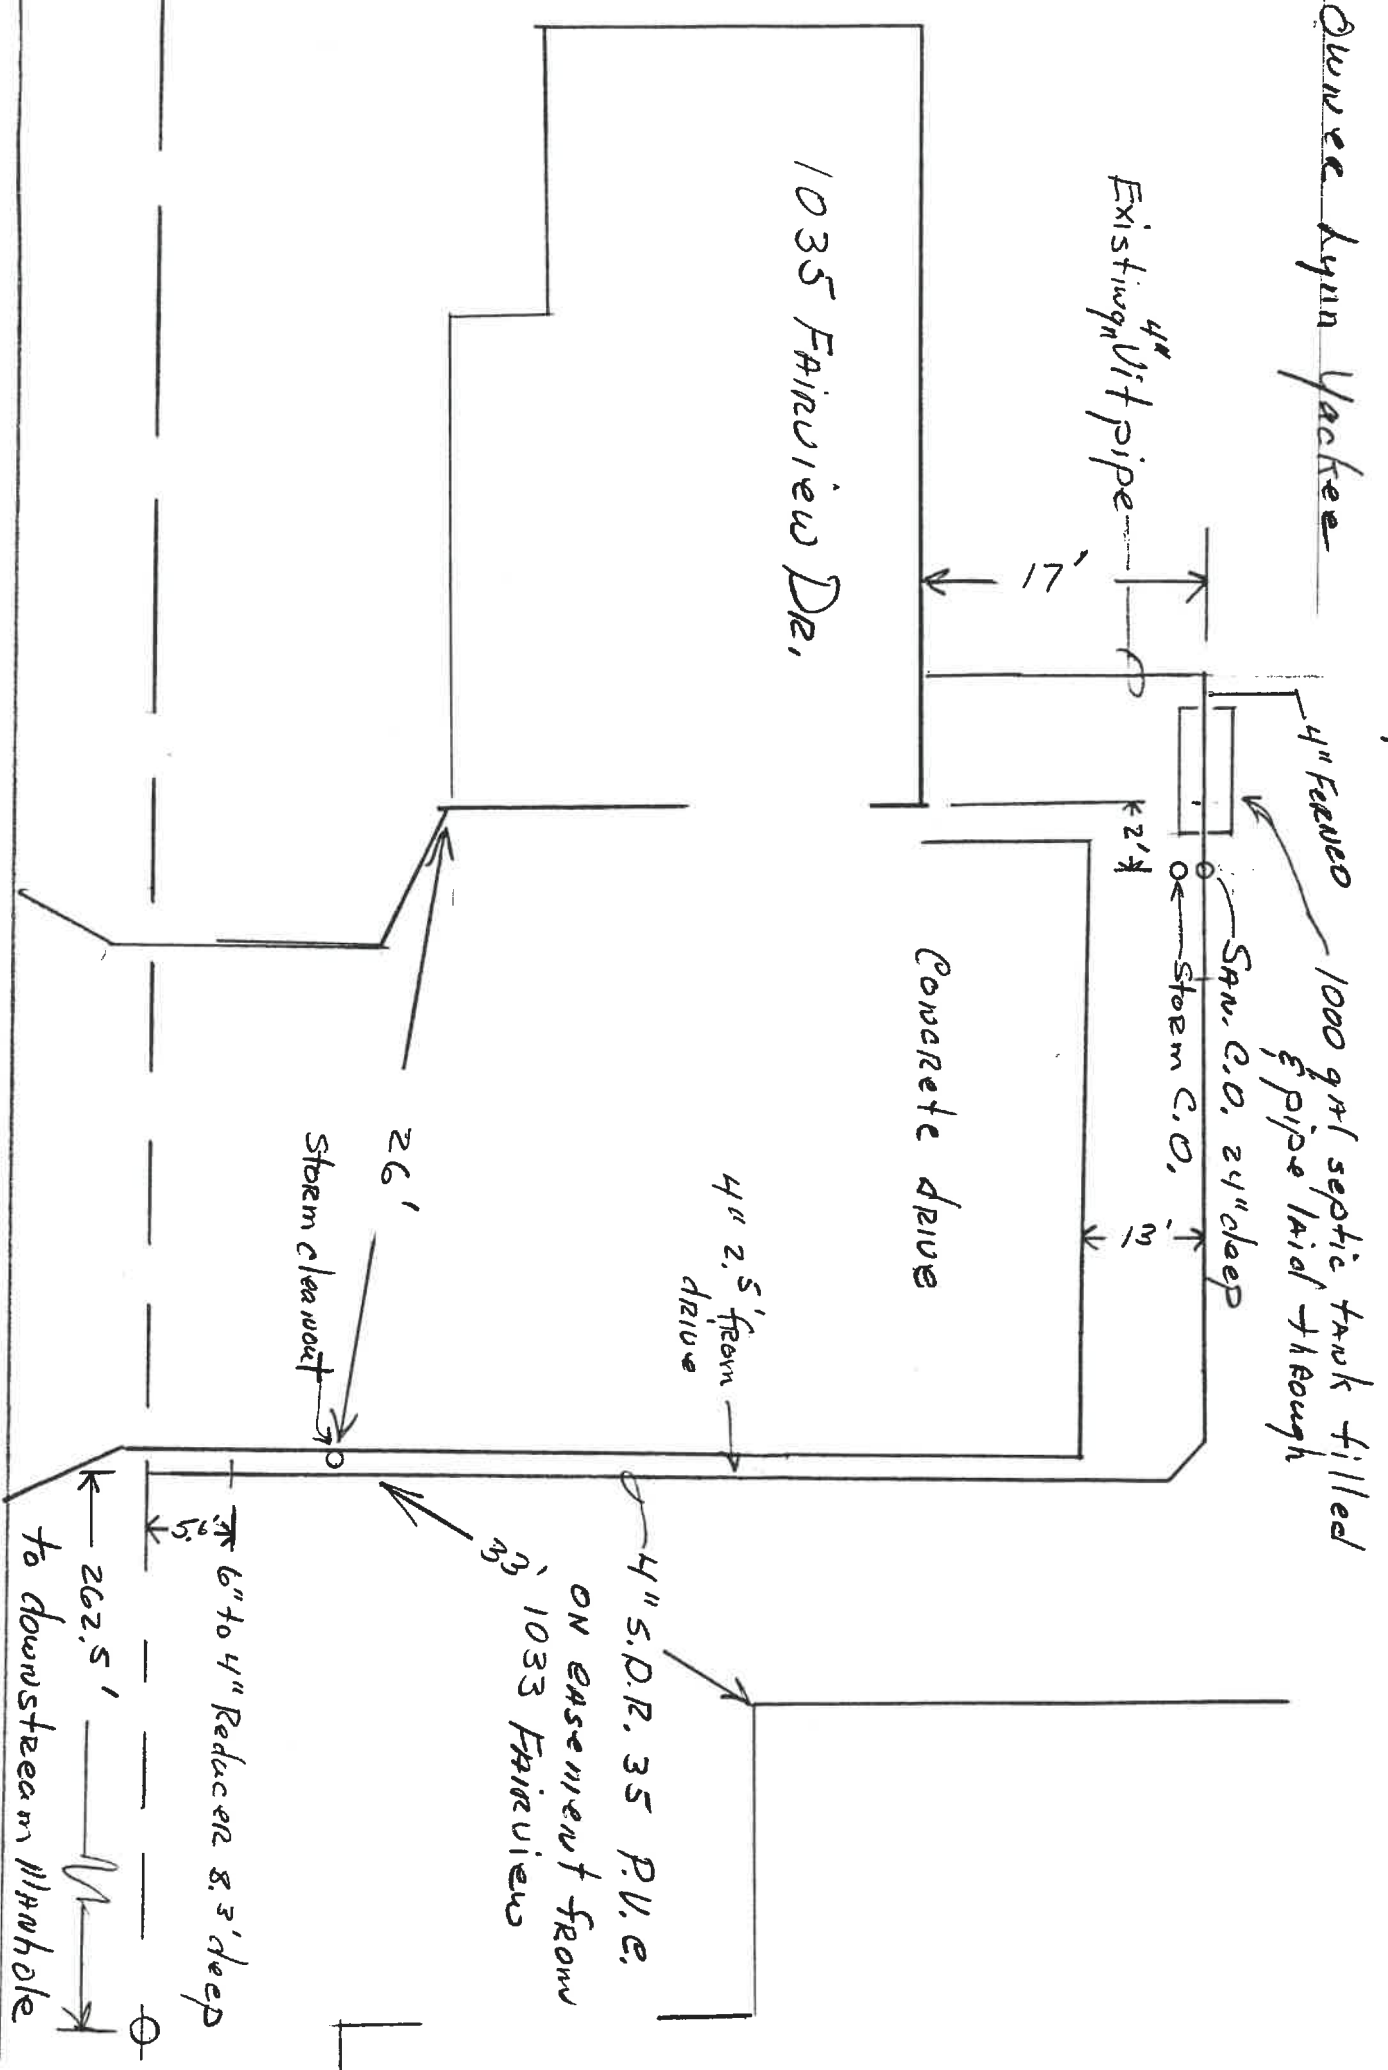 Owner Lynn Yackee
4" Fernco
1000 gal septic tank filled
& pipe laid through
Existing 4" Vit pipe
17'
2'
San. C.O. 24" deep
Storm C.O.
13'
1035 Fairview Dr.
Concrete drive
4" 2.5' from
drive
26'
Storm cleanout
4" S.D.R. 35 P.V.C.
on easement from
33' 1033 Fairview
5.6'
6" to 4" Reducer 8.3' deep
262.5'
to downstream Manhole